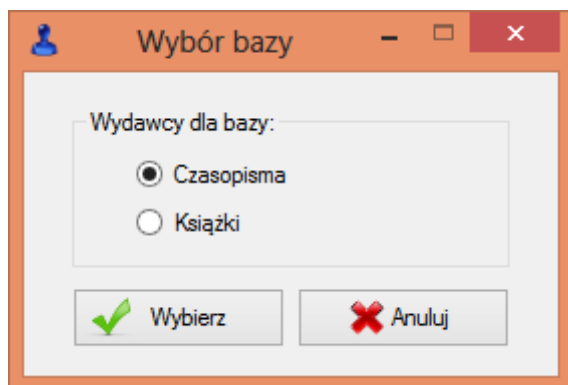 Wybór bazy
Wydawcy dla bazy:
Czasopisma
Książki
Wybierz Anuluj